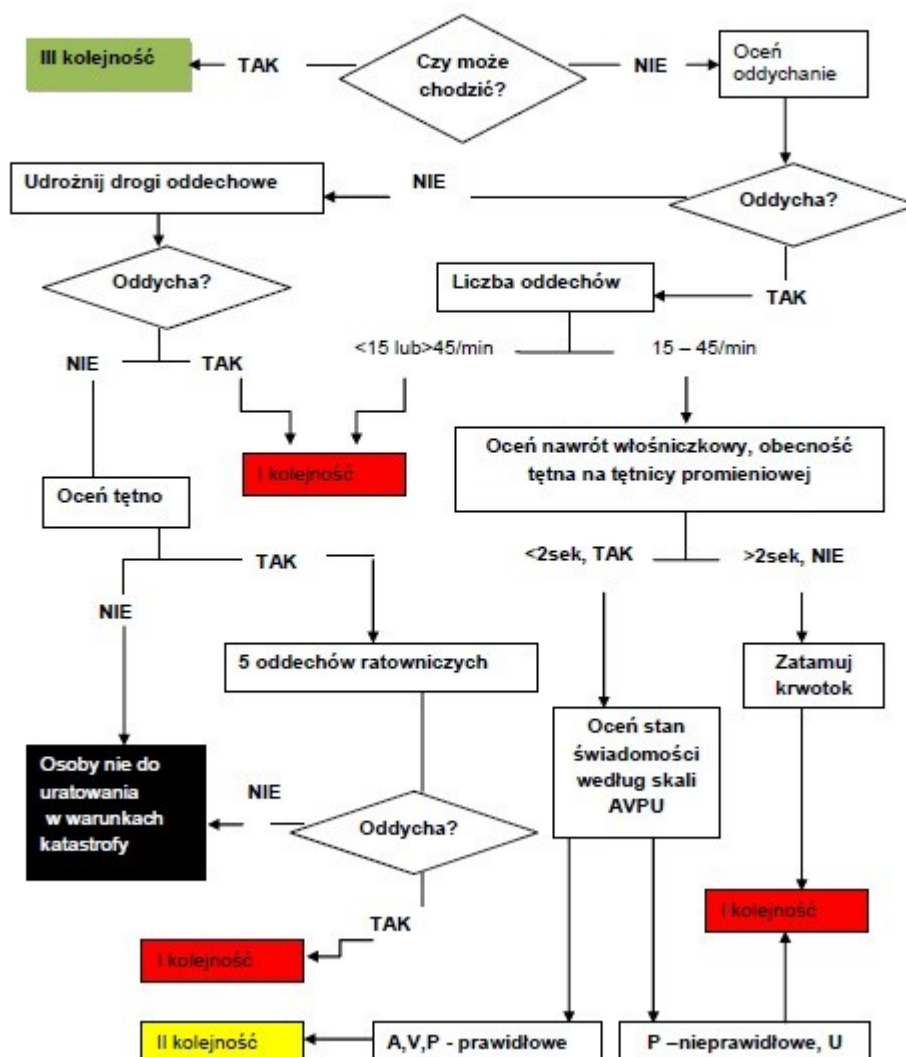 III kolejność
TAK
Czy może
chodzić?
NIE
Oceń
oddychanie
Udrożnij drogi oddechowe
NIE
Oddycha?
Oddycha?
Liczba oddechów
TAK
NIE
TAK
<15 lub>45/min
15 – 45/min
I kolejność
Oceń nawrót włośniczkowy, obecność
tętna na tętnicy promieniowej
Oceń tętno
TAK
<2sek, TAK
>2sek, NIE
NIE
5 oddechów ratowniczych
Zatamuj
krwotok
Oceń stan
świadomości
według skali
AVPU
Osoby nie do
uratowania
w warunkach
katastrofy
NIE
Oddycha?
TAK
I kolejność
I kolejność
II kolejność
A,V,P - prawidłowe
P –nieprawidłowe, U